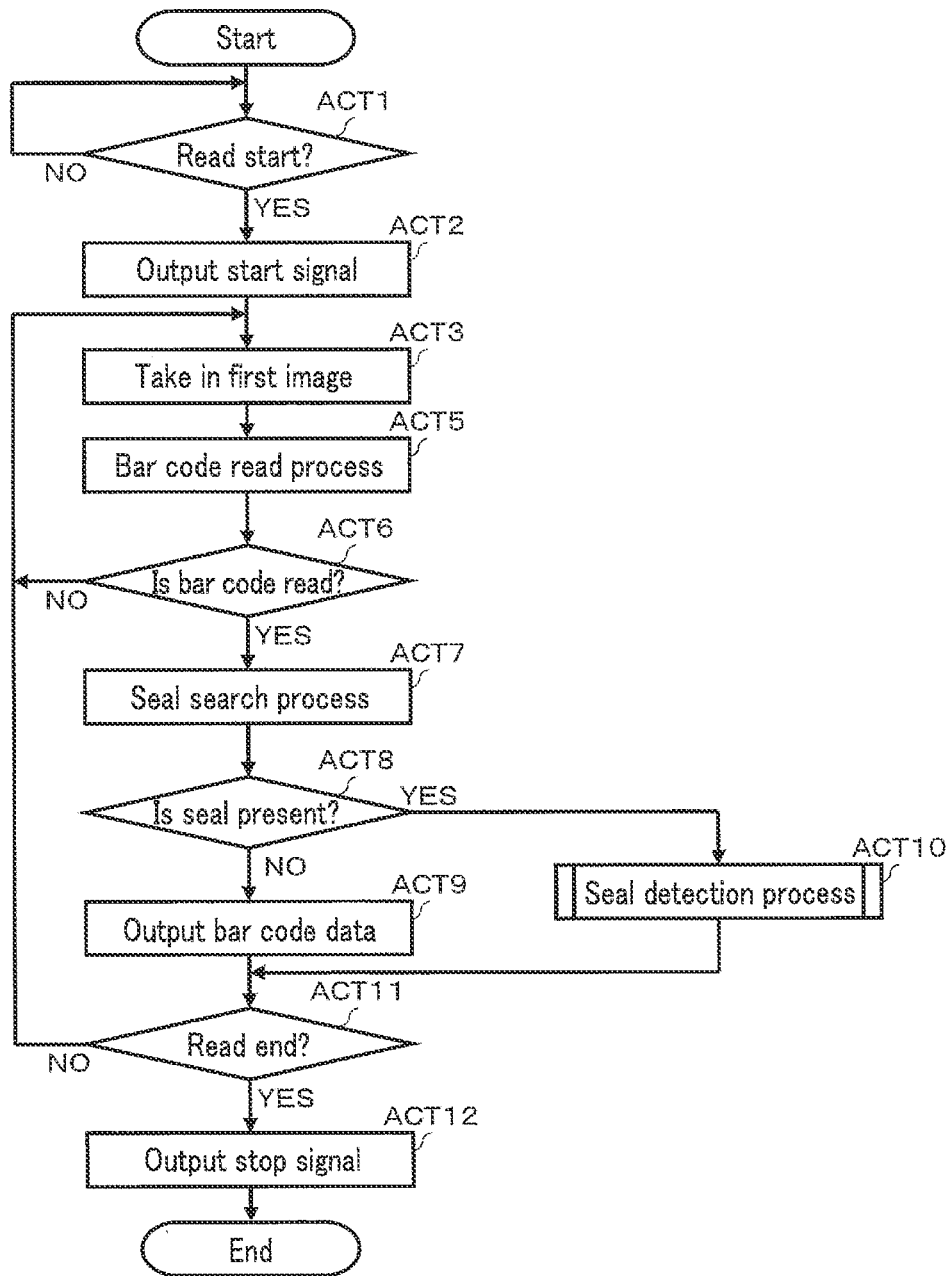 Start
ACT1
Read start?
NO
YES
ACT2
Output start signal
ACT3
Take in first image
ACT5
Bar code read process
ACT6
Is bar code read?
NO
YES
ACT7
Seal search process
ACT8
Is seal present?
YES
NO
ACT10
Seal detection process
ACT9
Output bar code data
ACT11
Read end?
NO
YES
ACT12
Output stop signal
End